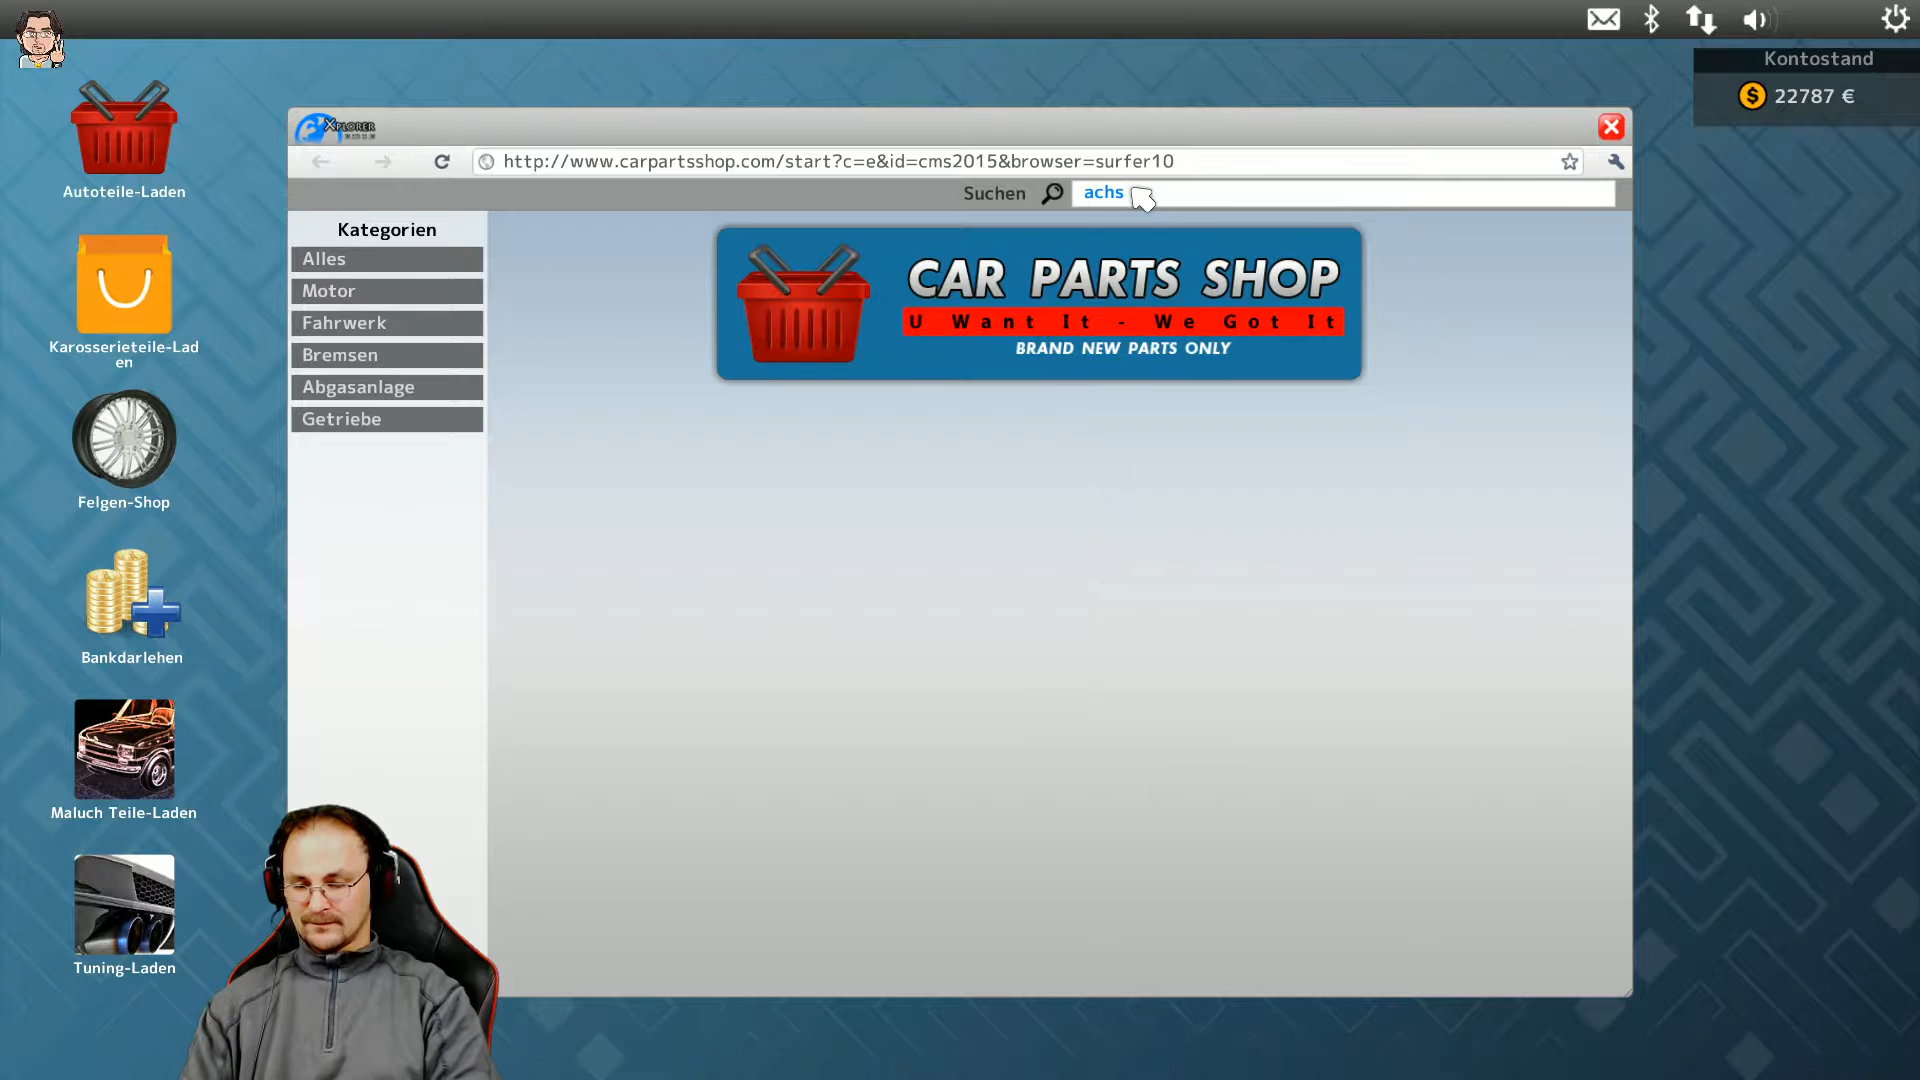 Kontostand
$ 22787 €
Autoteile-Laden
Karosserieteile-Lad
en
Felgen-Shop
Bankdarlehen
Maluch Teile-Laden
Tuning-Laden
XPLORER
http://www.carpartsshop.com/start?c=e&id=cms2015&browser=surfer10
Suchen achs
Kategorien
Alles
Motor
Fahrwerk
Bremsen
Abgasanlage
Getriebe
CAR PARTS SHOP
U Want It - We Got It
BRAND NEW PARTS ONLY